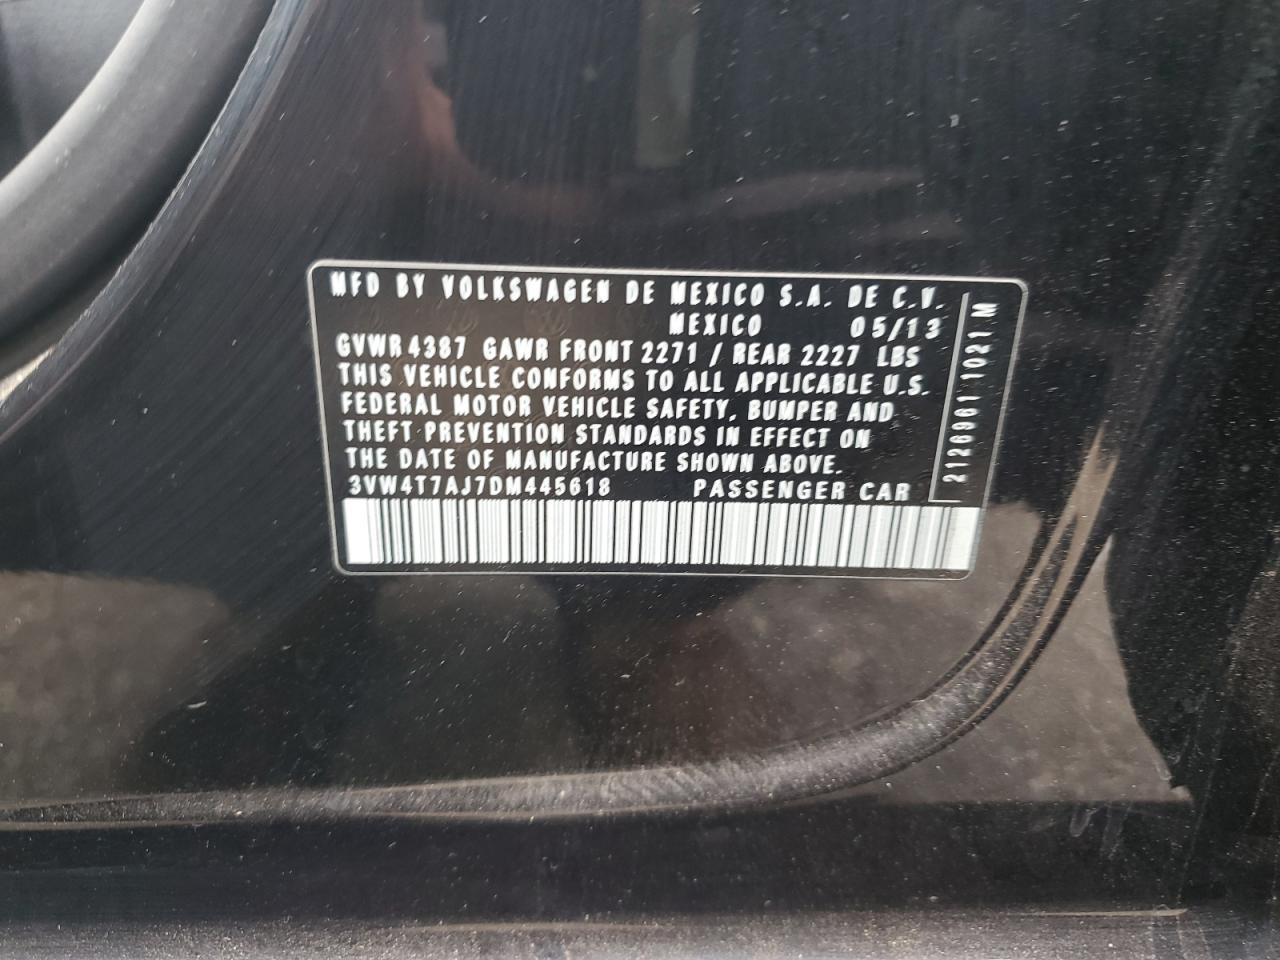 MFD BY VOLKSWAGEN DE MEXICO S.A. DE C.V.
MEXICO 05/13
GVWR 4387 GAWR FRONT 2271 / REAR 2227 LBS
THIS VEHICLE CONFORMS TO ALL APPLICABLE U.S.
FEDERAL MOTOR VEHICLE SAFETY, BUMPER AND
THEFT PREVENTION STANDARDS IN EFFECT ON
THE DATE OF MANUFACTURE SHOWN ABOVE.
3VW4T7AJ7DM445618 PASSENGER CAR
2126961 1021 M